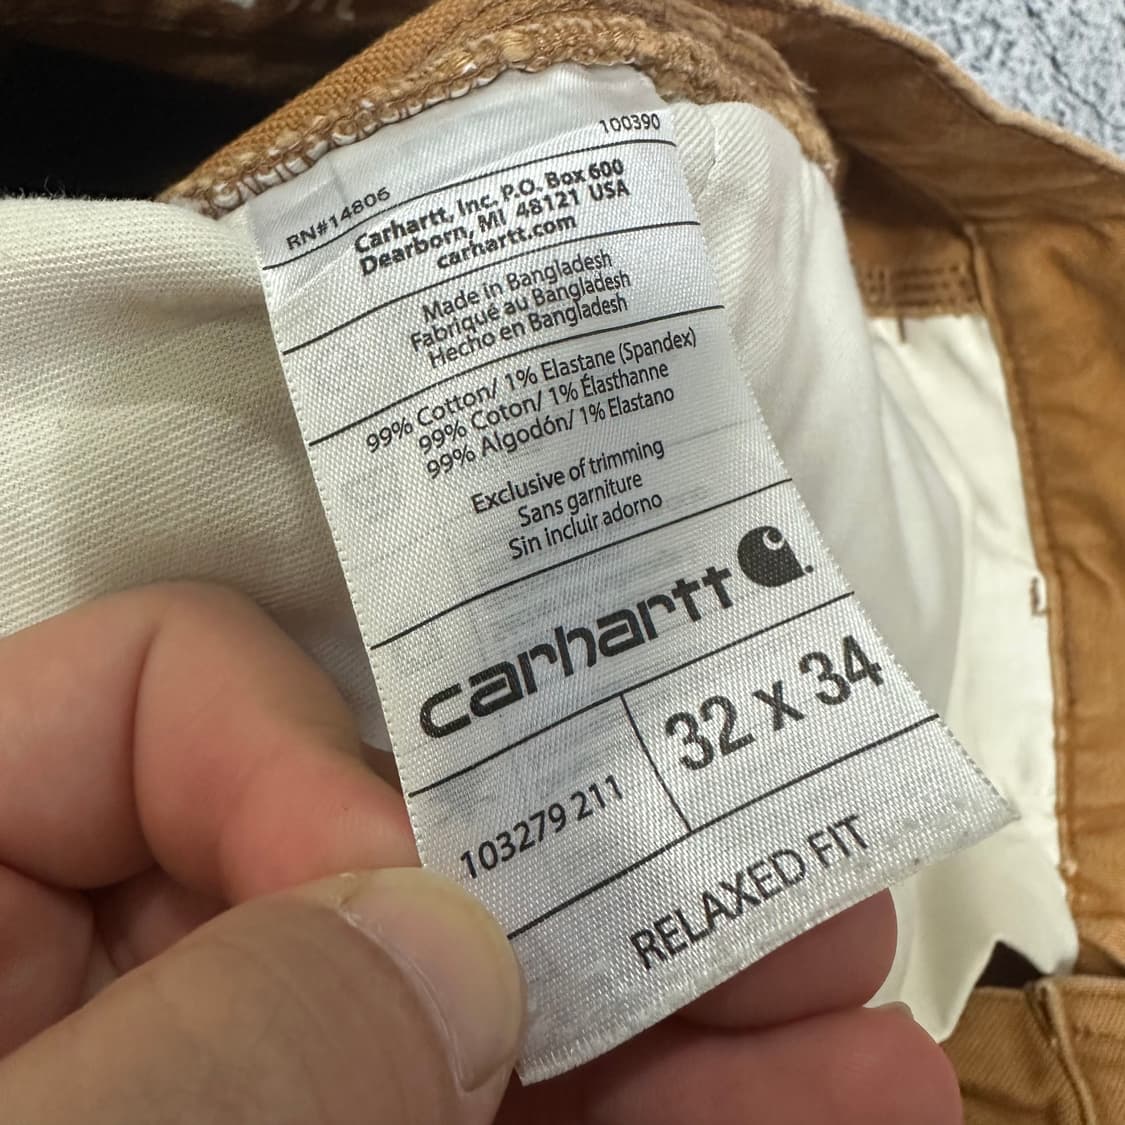 100390
RN#14806
Carhartt, Inc. P.O. Box 600
Dearborn, MI 48121 USA
carhartt.com
Made in Bangladesh
Fabriqué au Bangladesh
Hecho en Bangladesh
99% Cotton/ 1% Elastane (Spandex)
99% Coton/ 1% Élasthanne
99% Algodón/ 1% Elastano
Exclusive of trimming
Sans garniture
Sin incluir adorno
carhartt
103279 211
32 x 34
RELAXED FIT